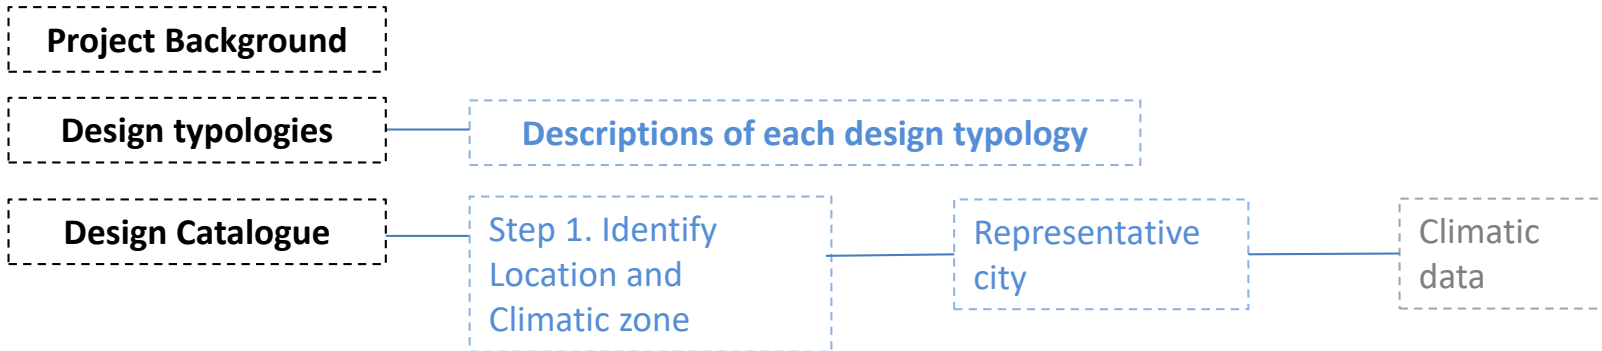 Project Background
Design typologies
Descriptions of each design typology
Design Catalogue
Step 1. Identify
Location and
Climatic zone
Representative
city
Climatic
data